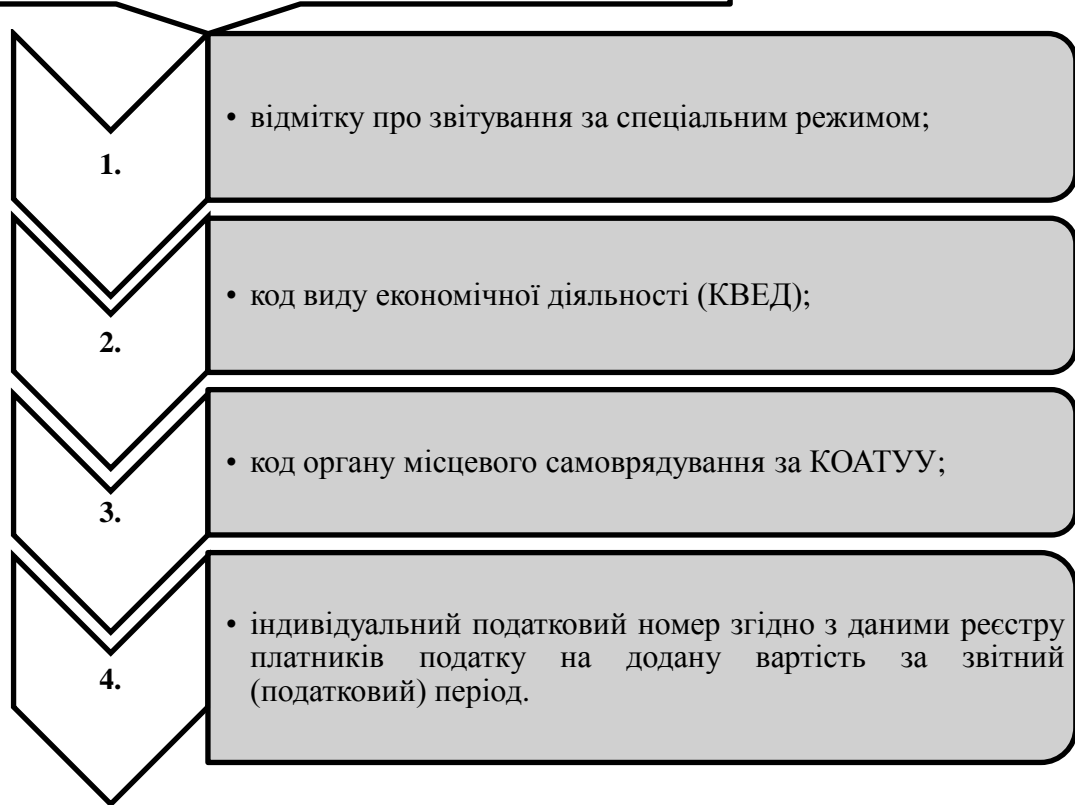 1.
• відмітку про звітування за спеціальним режимом;
2.
• код виду економічної діяльності (КВЕД);
3.
• код органу місцевого самоврядування за КОАТУУ;
4.
• індивідуальний податковий номер згідно з даними реєстру
платників податку на додану вартість за звітний
(податковий) період.